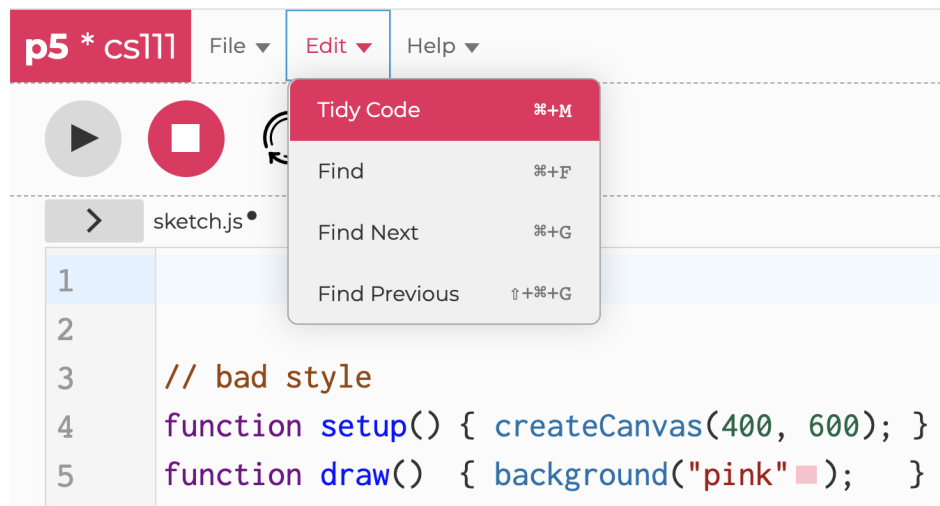 p5 * cs111 File Edit Help
Tidy Code ⌘+M
Find ⌘+F
sketch.js
Find Next ⌘+G
1
Find Previous ⇧+⌘+G
2
3 // bad style
4 function setup() { createCanvas(400, 600); }
5 function draw() { background("pink"); }